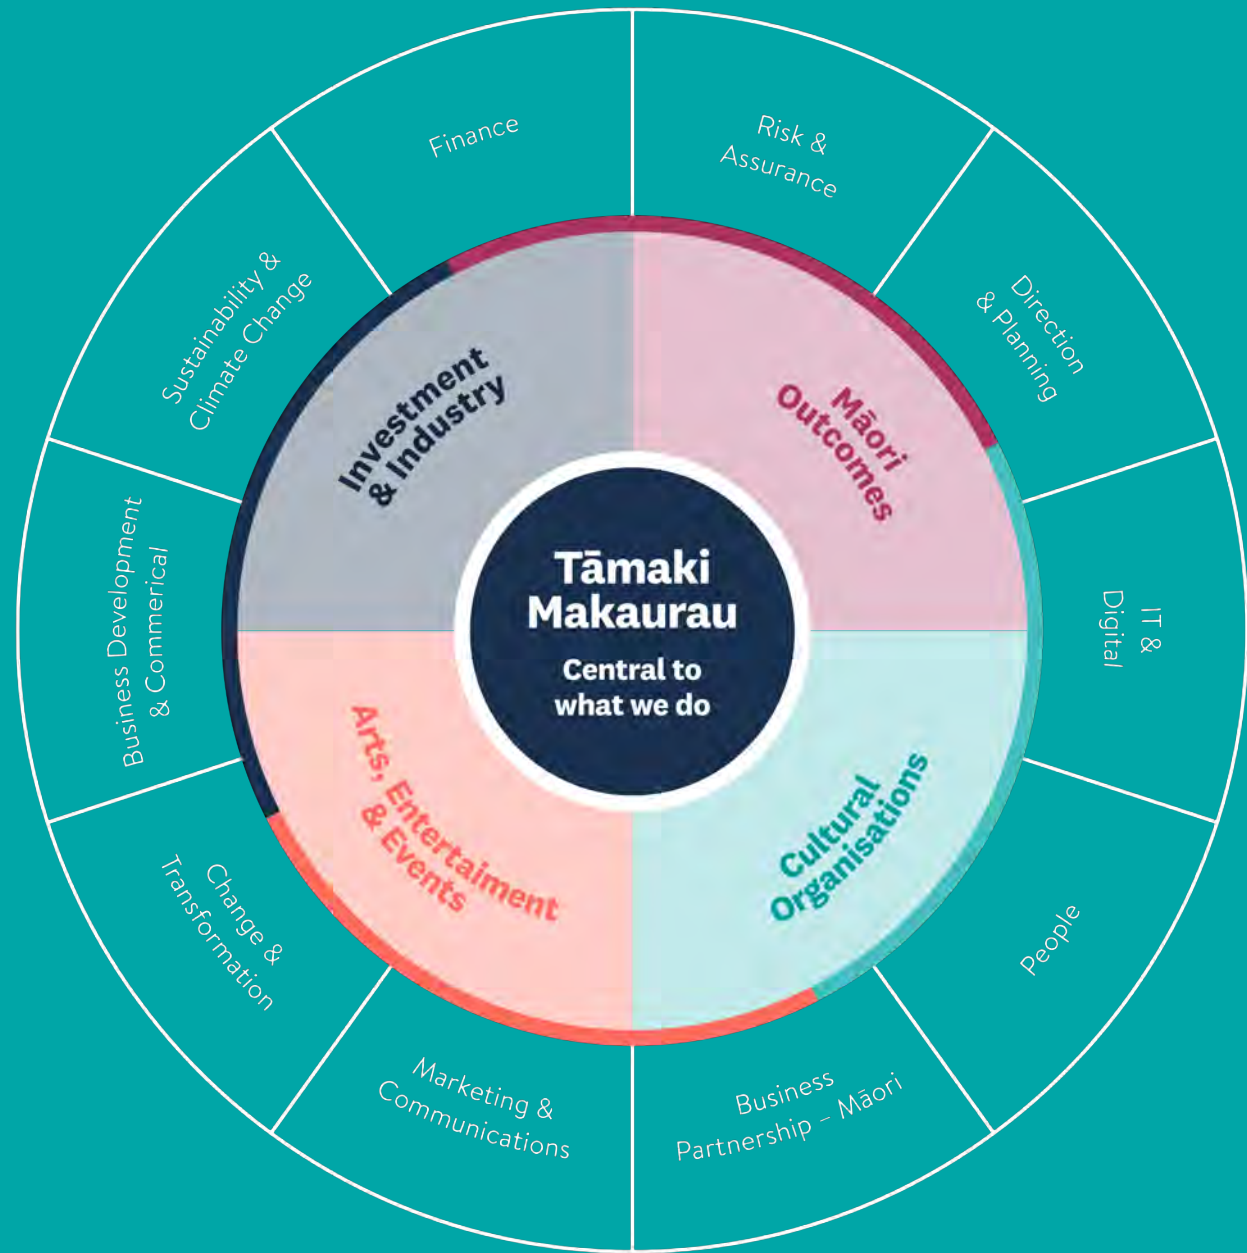 Finance
Risk &
Assurance
Direction
& Planning
IT &
Digital
People
Business
Partnership – Māori
Marketing &
Communications
Change &
Transformation
Business Development
& Commerical
Sustainability &
Climate Change
Investment
& Industry
Māori
Outcomes
Cultural
Organisations
Arts, Entertaiment
& Events
Tāmaki
Makaurau
Central to
what we do